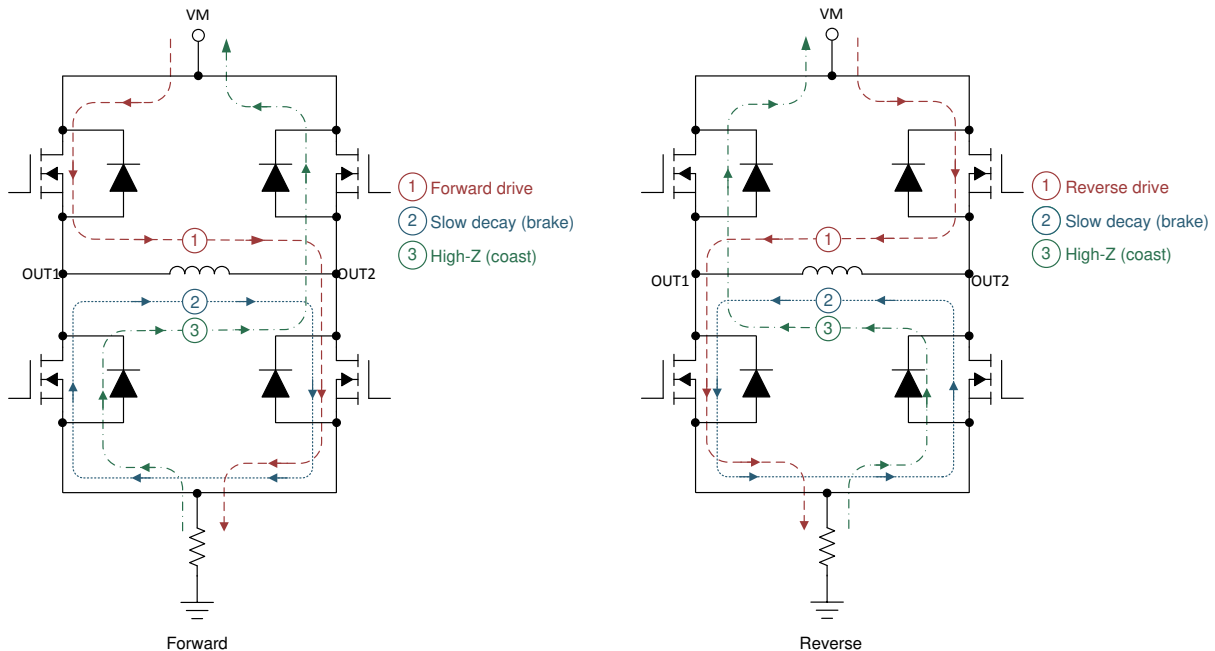 VM
1 Forward drive
2 Slow decay (brake)
3 High-Z (coast)
1
OUT1
OUT2
2
3
Forward
VM
1 Reverse drive
2 Slow decay (brake)
3 High-Z (coast)
1
OUT1
OUT2
2
3
Reverse